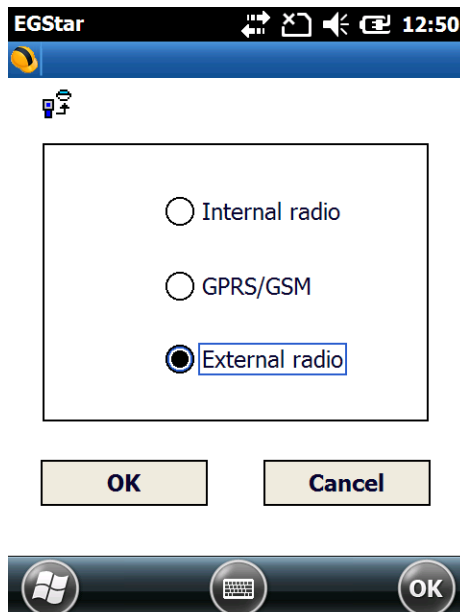 EGStar 12:50
Internal radio
GPRS/GSM
External radio
OK Cancel
OK